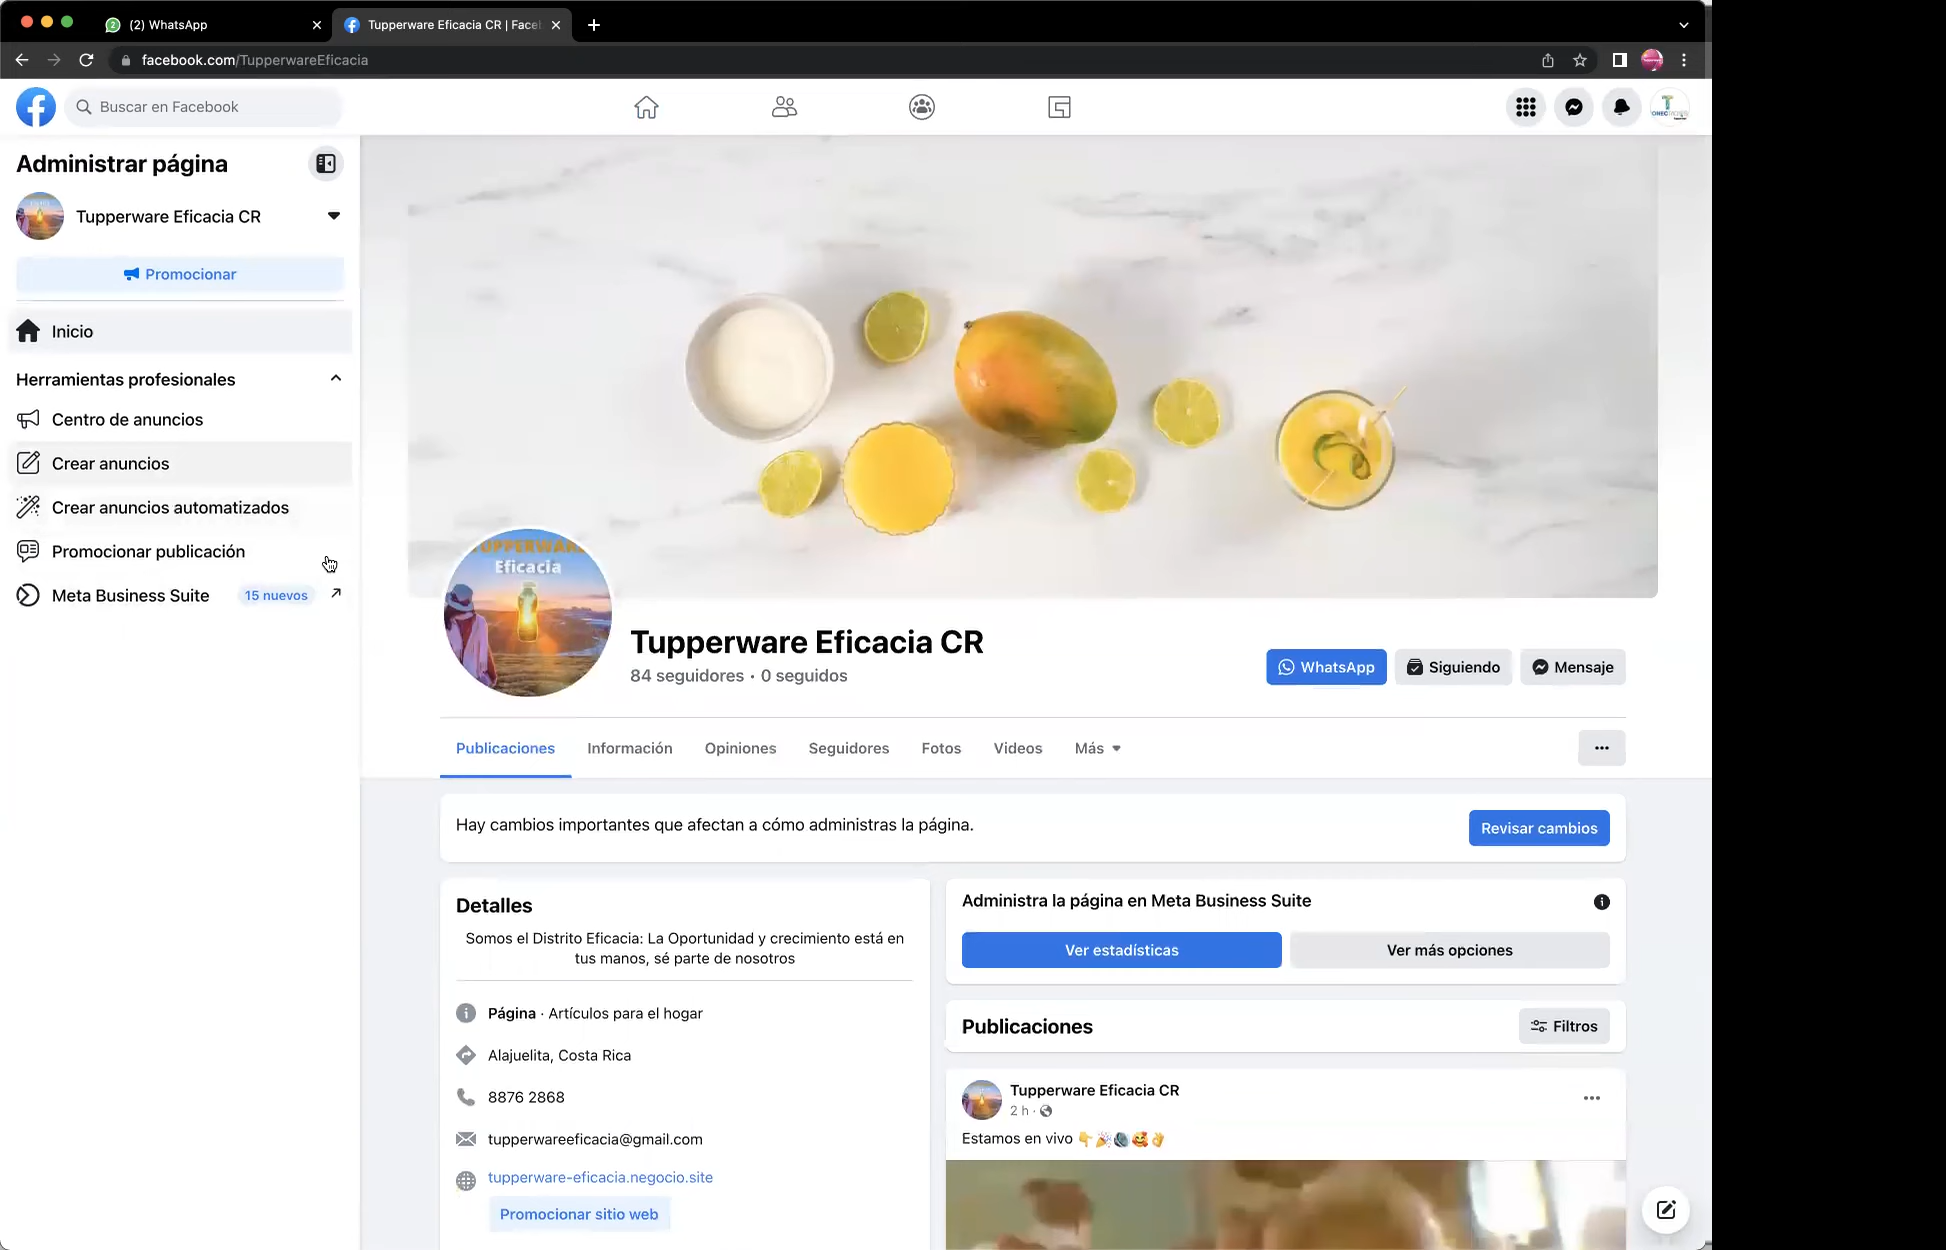 2
(2) WhatsApp
Tupperware Eficacia CR | Face
facebook.com/TupperwareEficacia
Buscar en Facebook
Administrar página
Tupperware Eficacia CR
Promocionar
Inicio
Herramientas profesionales
Centro de anuncios
Crear anuncios
Crear anuncios automatizados
Promocionar publicación
Meta Business Suite
15 nuevos
TUPPERWARE
Eficacia
Tupperware Eficacia CR
84 seguidores · 0 seguidos
WhatsApp
Siguiendo
Mensaje
Publicaciones
Información
Opiniones
Seguidores
Fotos
Videos
Más
Hay cambios importantes que afectan a cómo administras la página.
Revisar cambios
Detalles
Somos el Distrito Eficacia: La Oportunidad y crecimiento está en
tus manos, sé parte de nosotros
Página · Artículos para el hogar
Alajuelita, Costa Rica
8876 2868
tupperwareeficacia@gmail.com
tupperware-eficacia.negocio.site
Promocionar sitio web
Administra la página en Meta Business Suite
Ver estadísticas
Ver más opciones
Publicaciones
Filtros
Tupperware Eficacia CR
2 h ·
Estamos en vivo